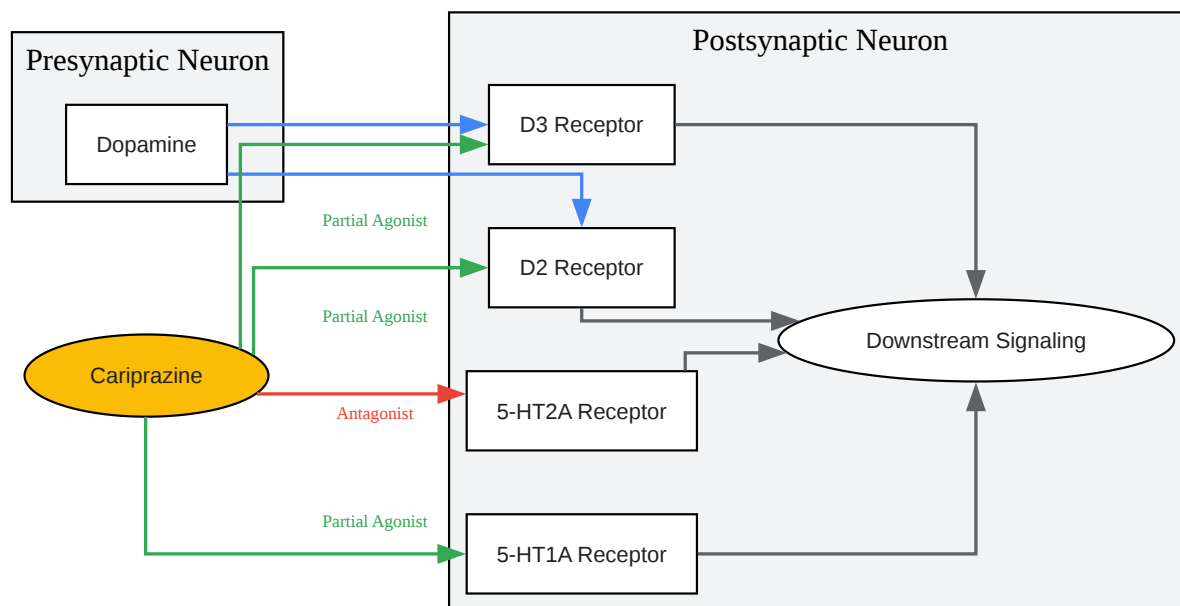 Presynaptic Neuron
Dopamine
Postsynaptic Neuron
D3 Receptor
Partial Agonist
D2 Receptor
Partial Agonist
Downstream Signaling
Cariprazine
Antagonist
5-HT2A Receptor
Partial Agonist
5-HT1A Receptor